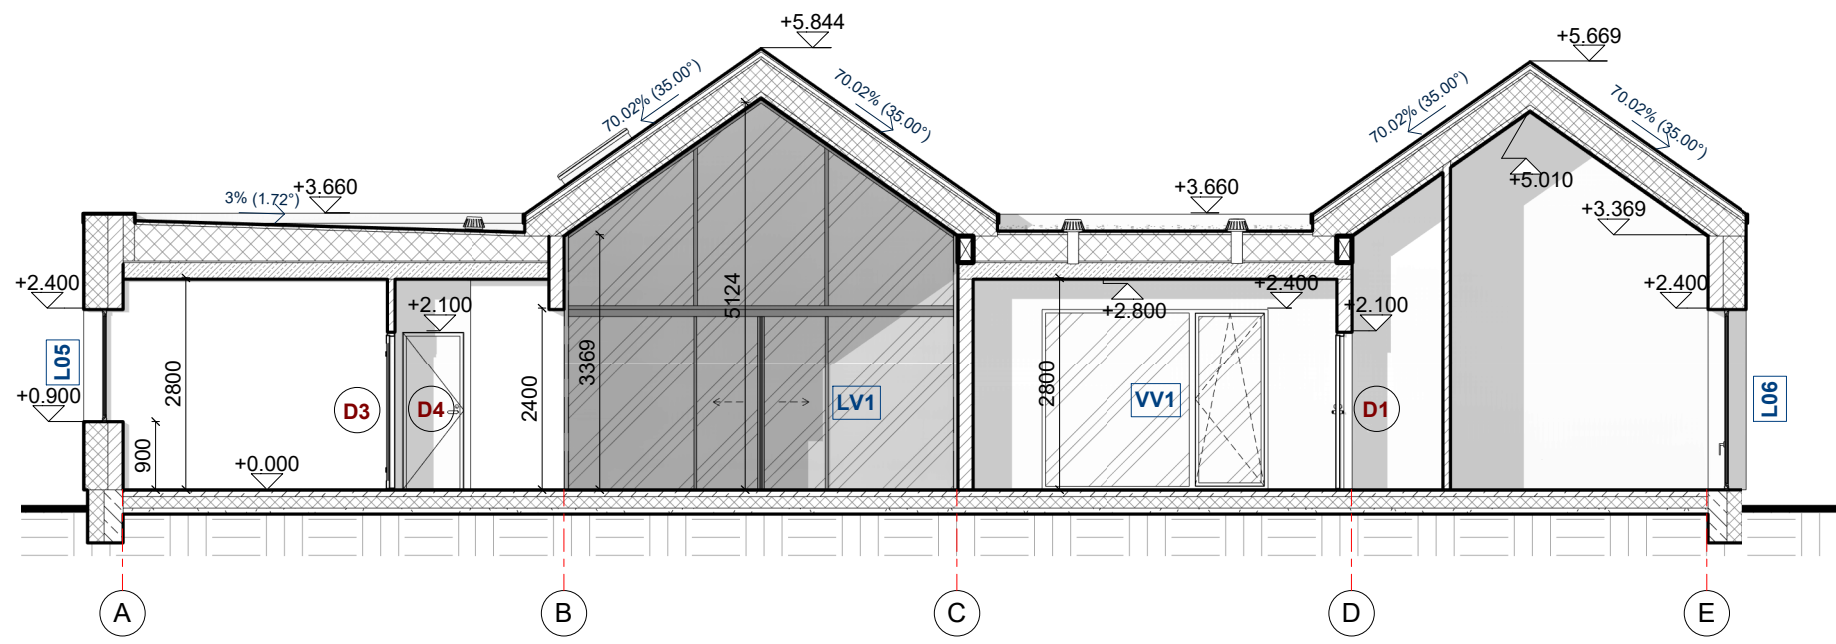 +5.844
+5.669
70.02% (35.00°)
70.02% (35.00°)
70.02% (35.00°)
70.02% (35.00°)
+5.010
3% (1.72°)
+3.660
+3.660
+3.369
+2.400
+2.100
5124
+2.800
+2.400
+2.100
+2.400
L05
+0.900
2800
D3
D4
2400
3369
LV1
2800
VV1
D1
L06
900
+0.000
A
B
C
D
E